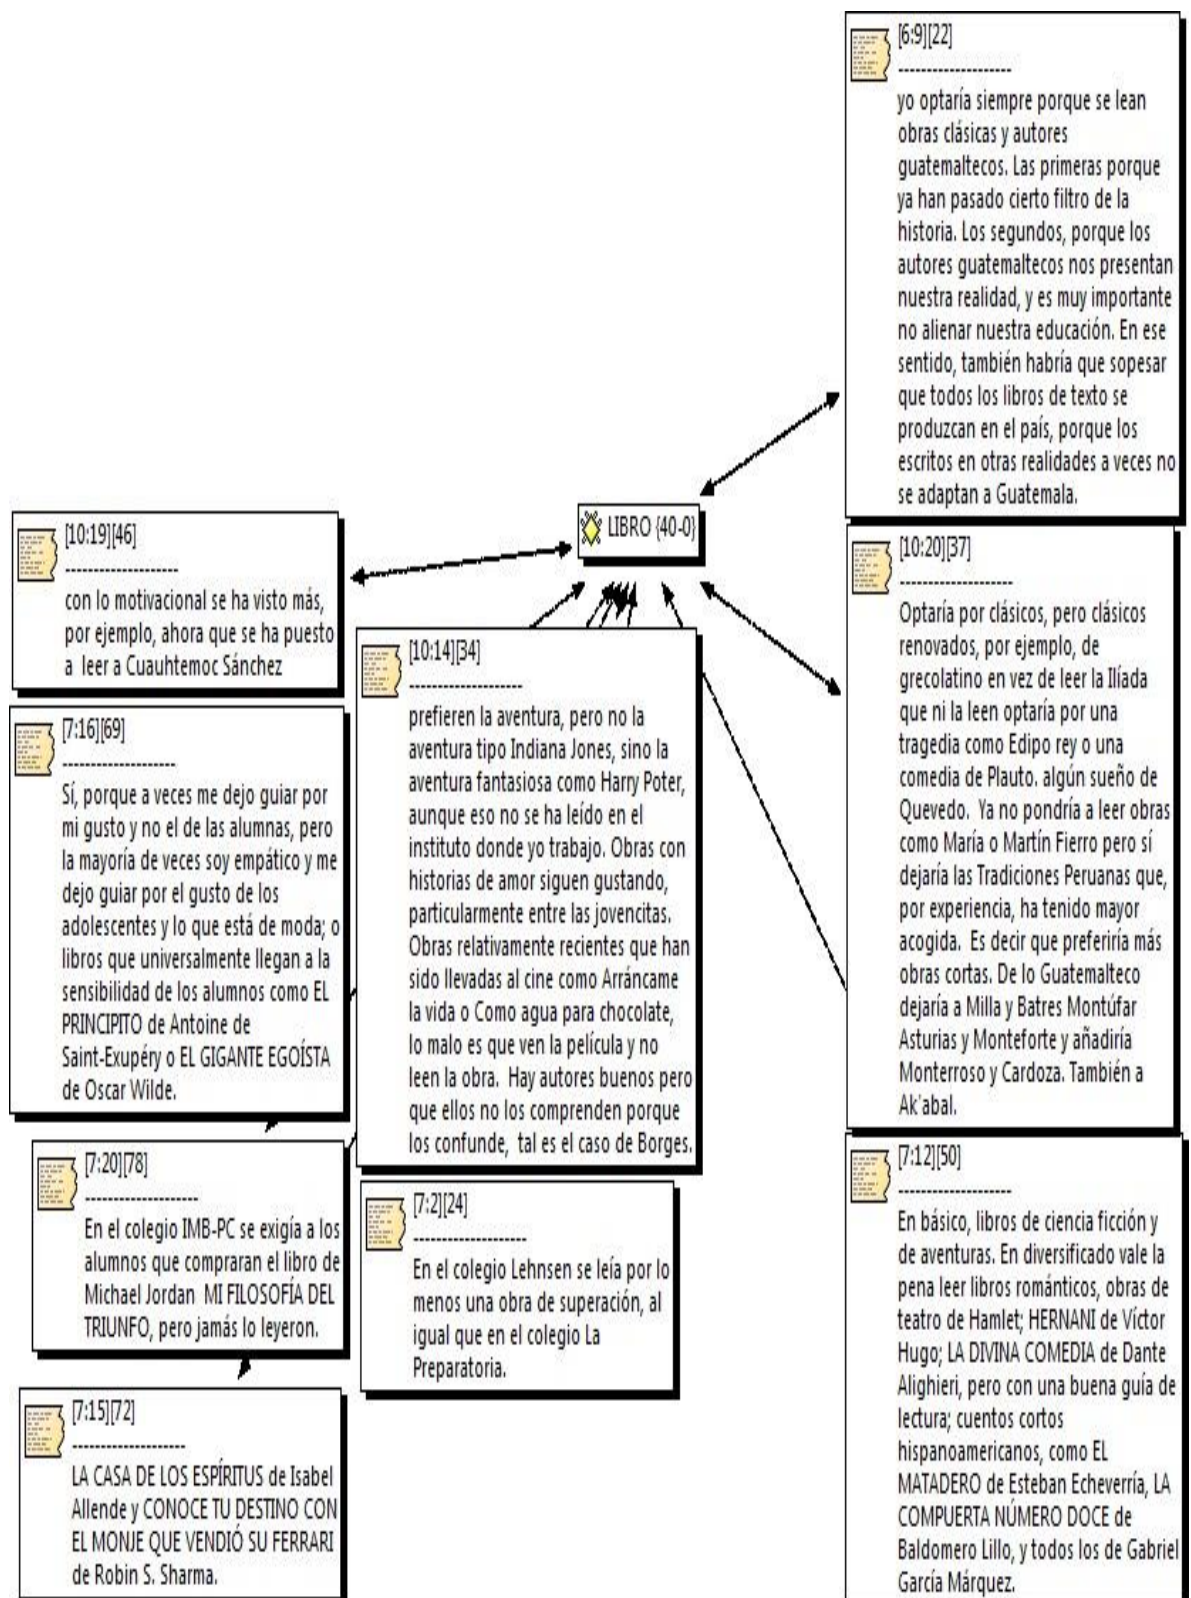 [6:9][22]
--------------------
yo optaría siempre porque se lean
obras clásicas y autores
guatemaltecos. Las primeras porque
ya han pasado cierto filtro de la
historia. Los segundos, porque los
autores guatemaltecos nos presentan
nuestra realidad, y es muy importante
no alienar nuestra educación. En ese
sentido, también habría que sopesar
que todos los libros de texto se
produzcan en el país, porque los
escritos en otras realidades a veces no
se adaptan a Guatemala.
LIBRO {40-0}
[10:19][46]
--------------------
con lo motivacional se ha visto más,
por ejemplo, ahora que se ha puesto
a leer a Cuauhtemoc Sánchez
[7:16][69]
--------------------
Sí, porque a veces me dejo guiar por
mi gusto y no el de las alumnas, pero
la mayoría de veces soy empático y me
dejo guiar por el gusto de los
adolescentes y lo que está de moda; o
libros que universalmente llegan a la
sensibilidad de los alumnos como EL
PRINCIPITO de Antoine de
Saint-Exupéry o EL GIGANTE EGOÍSTA
de Oscar Wilde.
[7:20][78]
--------------------
En el colegio IMB-PC se exigía a los
alumnos que compraran el libro de
Michael Jordan MI FILOSOFÍA DEL
TRIUNFO, pero jamás lo leyeron.
[7:15][72]
--------------------
LA CASA DE LOS ESPÍRITUS de Isabel
Allende y CONOCE TU DESTINO CON
EL MONJE QUE VENDIÓ SU FERRARI
de Robin S. Sharma.
[10:14][34]
--------------------
prefieren la aventura, pero no la
aventura tipo Indiana Jones, sino la
aventura fantasiosa como Harry Poter,
aunque eso no se ha leído en el
instituto donde yo trabajo. Obras con
historias de amor siguen gustando,
particularmente entre las jovencitas.
Obras relativamente recientes que han
sido llevadas al cine como Arráncame
la vida o Como agua para chocolate,
lo malo es que ven la película y no
leen la obra. Hay autores buenos pero
que ellos no los comprenden porque
los confunde, tal es el caso de Borges.
[7:2][24]
--------------------
En el colegio Lehnsen se leía por lo
menos una obra de superación, al
igual que en el colegio La
Preparatoria.
[10:20][37]
--------------------
Optaría por clásicos, pero clásicos
renovados, por ejemplo, de
grecolatino en vez de leer la Ilíada
que ni la leen optaría por una
tragedia como Edipo rey o una
comedia de Plauto. algún sueño de
Quevedo. Ya no pondría a leer obras
como María o Martín Fierro pero sí
dejaría las Tradiciones Peruanas que,
por experiencia, ha tenido mayor
acogida. Es decir que preferiría más
obras cortas. De lo Guatemalteco
dejaría a Milla y Batres Montúfar
Asturias y Monteforte y añadiría
Monterroso y Cardoza. También a
Ak'abal.
[7:12][50]
--------------------
En básico, libros de ciencia ficción y
de aventuras. En diversificado vale la
pena leer libros románticos, obras de
teatro de Hamlet; HERNANI de Víctor
Hugo; LA DIVINA COMEDIA de Dante
Alighieri, pero con una buena guía de
lectura; cuentos cortos
hispanoamericanos, como EL
MATADERO de Esteban Echeverría, LA
COMPUERTA NÚMERO DOCE de
Baldomero Lillo, y todos los de Gabriel
García Márquez.